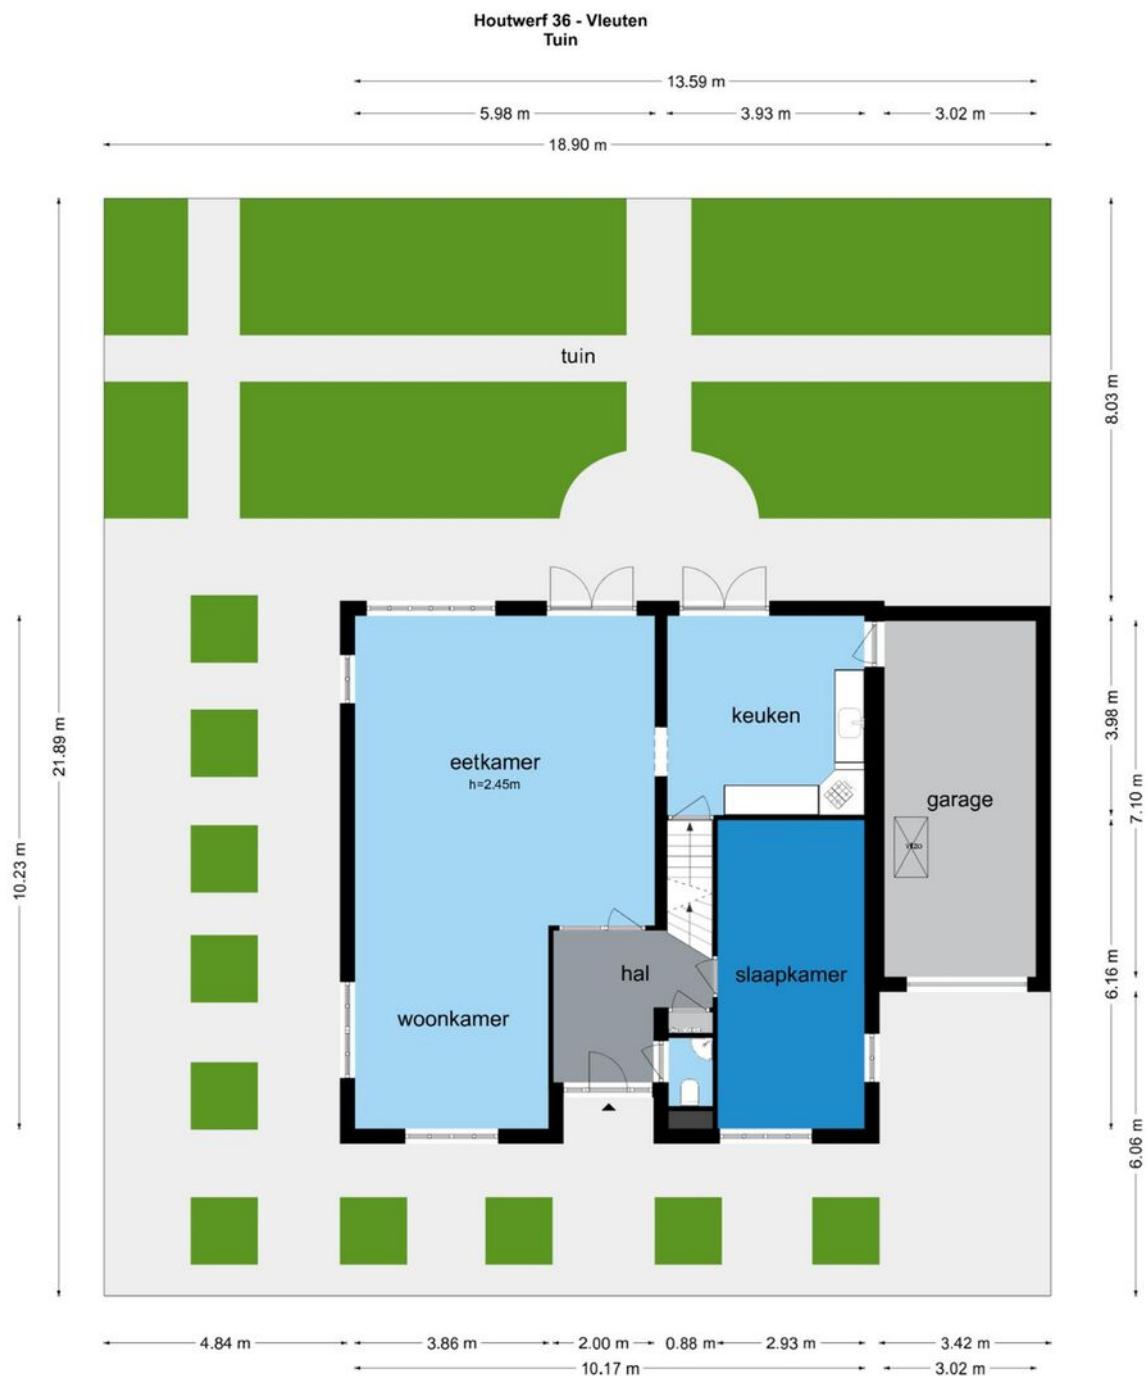 Houtwerf 36 - Vleuten
Tuin
13.59 m
5.98 m
3.93 m
3.02 m
18.90 m
tuin
8.03 m
21.89 m
10.23 m
eetkamer
h=2.45m
keuken
garage
vlizo
3.98 m
7.10 m
hal
slaapkamer
woonkamer
6.16 m
6.06 m
4.84 m
3.86 m
2.00 m
0.88 m
2.93 m
3.42 m
10.17 m
3.02 m